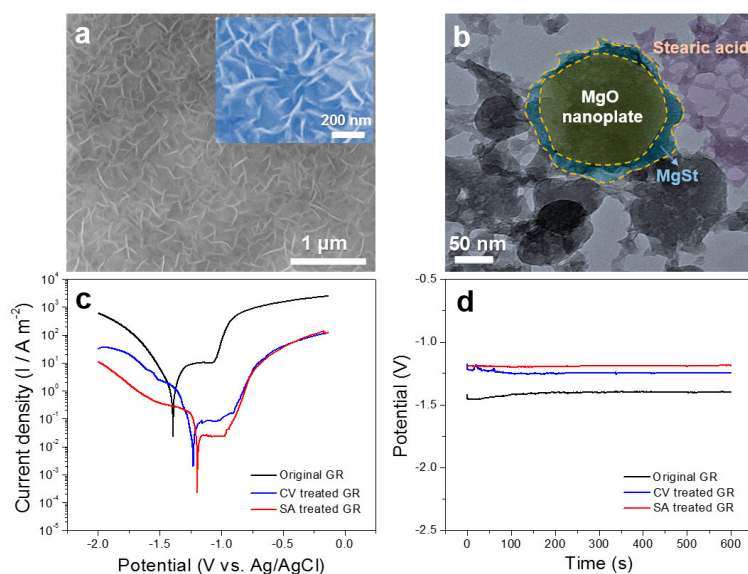 a
200 nm
1 μm
b
Stearic acid
MgO
nanoplate
MgSt
50 nm
c
Current density (I / A m⁻²)
10⁴
10³
10²
10¹
10⁰
10⁻¹
10⁻²
10⁻³
10⁻⁴
10⁻⁵
Original GR
CV treated GR
SA treated GR
-2.0
-1.5
-1.0
-0.5
0.0
Potential (V vs. Ag/AgCl)
d
Potential (V)
-0.5
-1.0
-1.5
-2.0
-2.5
Original GR
CV treated GR
SA treated GR
0
100
200
300
400
500
600
Time (s)